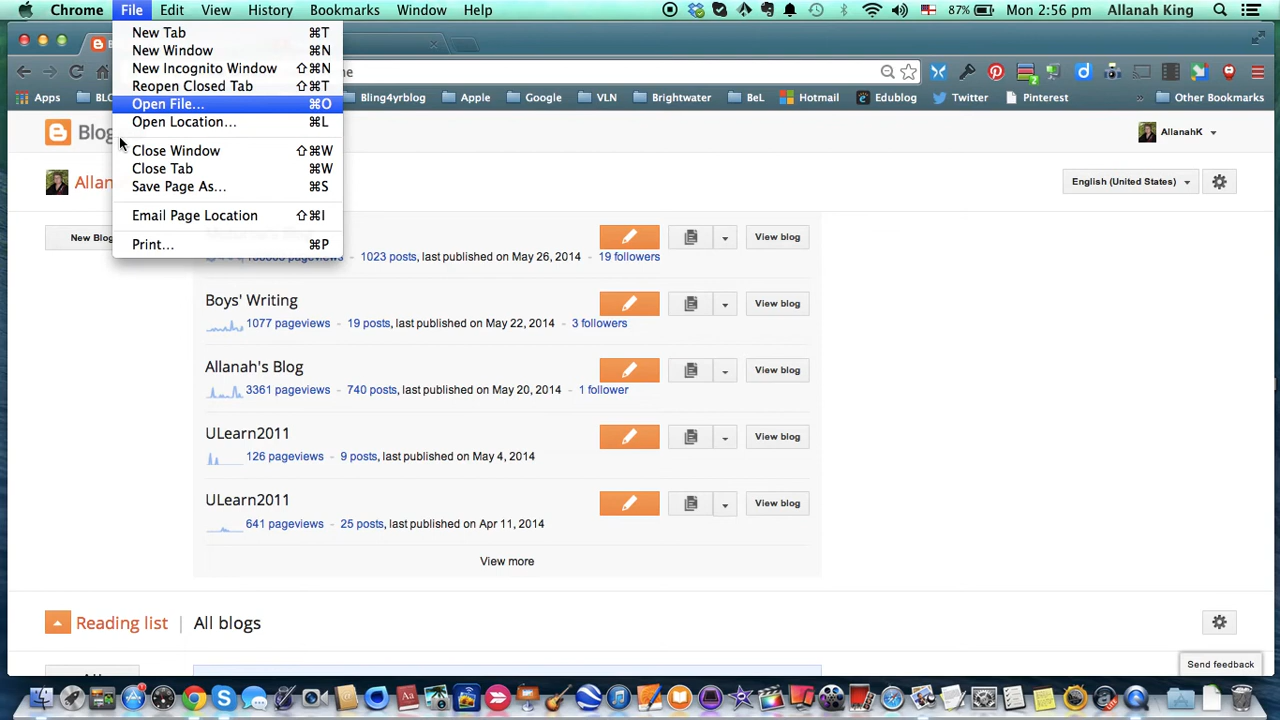 Chrome File Edit View History Bookmarks Window Help 87% Mon 2:56 pm Allanah King
New Tab ⌘T
New Window ⌘N
New Incognito Window ⇧⌘N
Reopen Closed Tab ⇧⌘T
Open File... ⌘O
Open Location... ⌘L
Close Window ⇧⌘W
Close Tab ⌘W
Save Page As... ⌘S
Email Page Location ⇧⌘I
Print... ⌘P
me
Apps BLO Bling4yrblog Apple Google VLN Brightwater BeL Hotmail Edublog Twitter Pinterest » Other Bookmarks
Blog AllanahK
Allan English (United States)
New Blog View blog
1023 posts, last published on May 26, 2014 - 19 followers
Boys' Writing View blog
1077 pageviews - 19 posts, last published on May 22, 2014 - 3 followers
Allanah's Blog View blog
3361 pageviews - 740 posts, last published on May 20, 2014 - 1 follower
ULearn2011 View blog
126 pageviews - 9 posts, last published on May 4, 2014
ULearn2011 View blog
641 pageviews - 25 posts, last published on Apr 11, 2014
View more
Reading list | All blogs
Send feedback